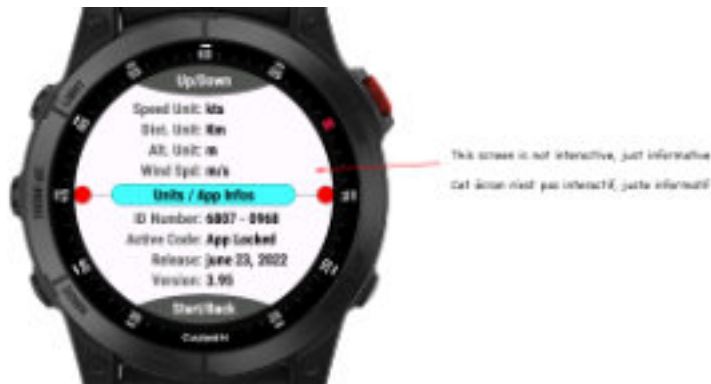 Up/Down
Speed Unit: kts
Dist. Unit: Km
Alt. Unit: m
Wind Spd: m/s
Units / App Infos
ID Number: 6807 - 0968
Active Code: App Locked
Release: june 23, 2022
Version: 3.95
Start/Back
This screen is not interactive, just informative
Cet écran n'est pas interactif, juste informatif